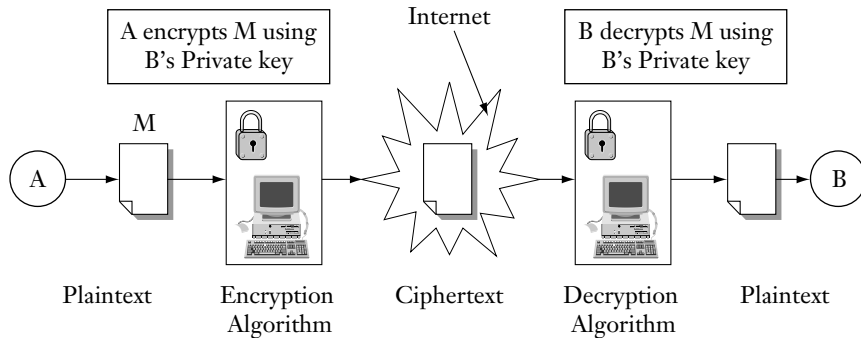 A encrypts M using
B's Private key
Internet
B decrypts M using
B's Private key
M
A
B
Plaintext
Encryption
Algorithm
Ciphertext
Decryption
Algorithm
Plaintext